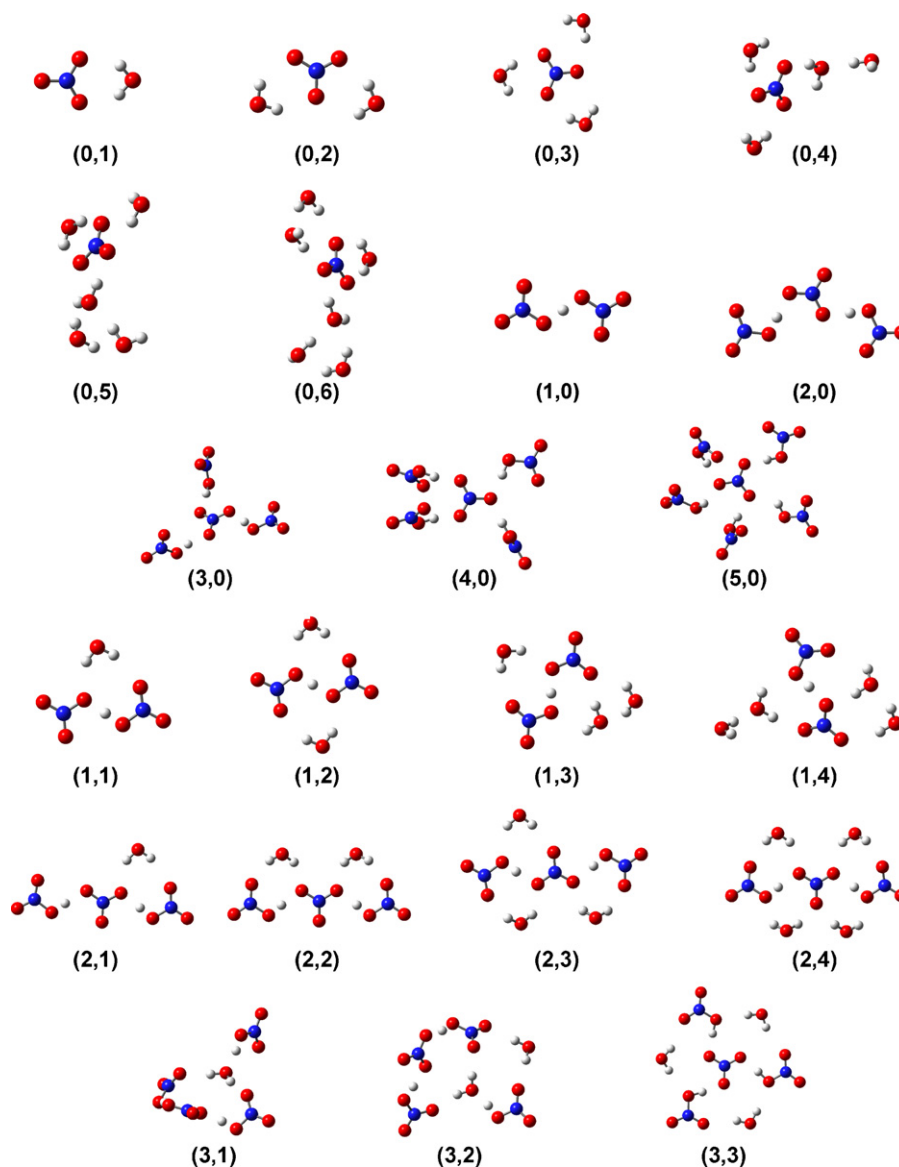 (0,1) (0,2) (0,3) (0,4)
(0,5) (0,6) (1,0) (2,0)
(3,0) (4,0) (5,0)
(1,1) (1,2) (1,3) (1,4)
(2,1) (2,2) (2,3) (2,4)
(3,1) (3,2) (3,3)